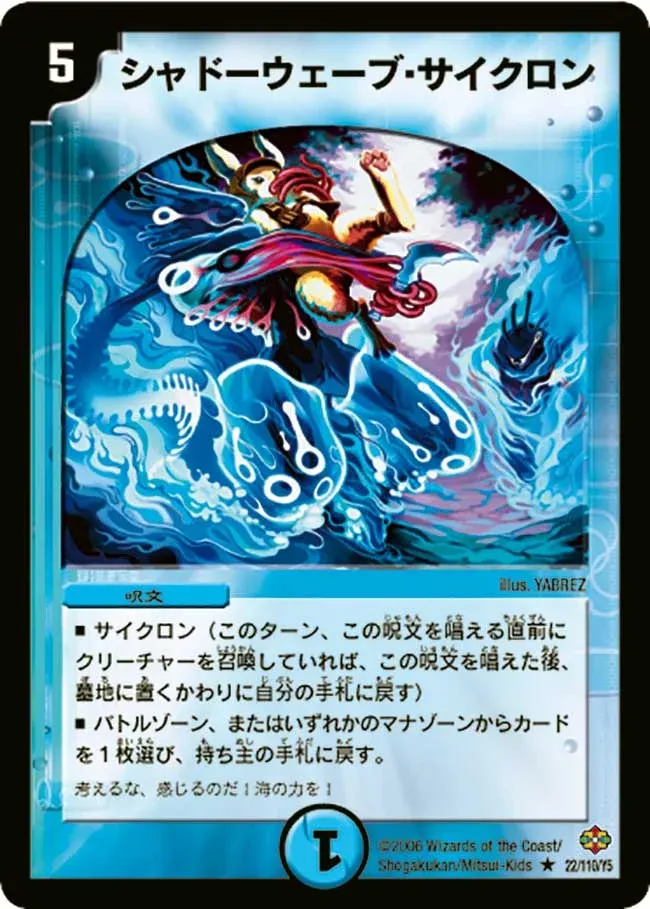 5
シャドーウェーブ・サイクロン
illus. YABREZ
呪文
■ サイクロン（このターン、この呪文を唱える直前に
クリーチャーを召喚していれば、この呪文を唱えた後、
墓地に置くかわりに自分の手札に戻す）
■ バトルゾーン、またはいずれかのマナゾーンからカード
を１枚選び、持ち主の手札に戻す。
考えるな、感じるのだ！海の力を！
1
©2006 Wizards of the Coast/
Shogakukan/Mitsui-Kids ★ 22/110/Y5